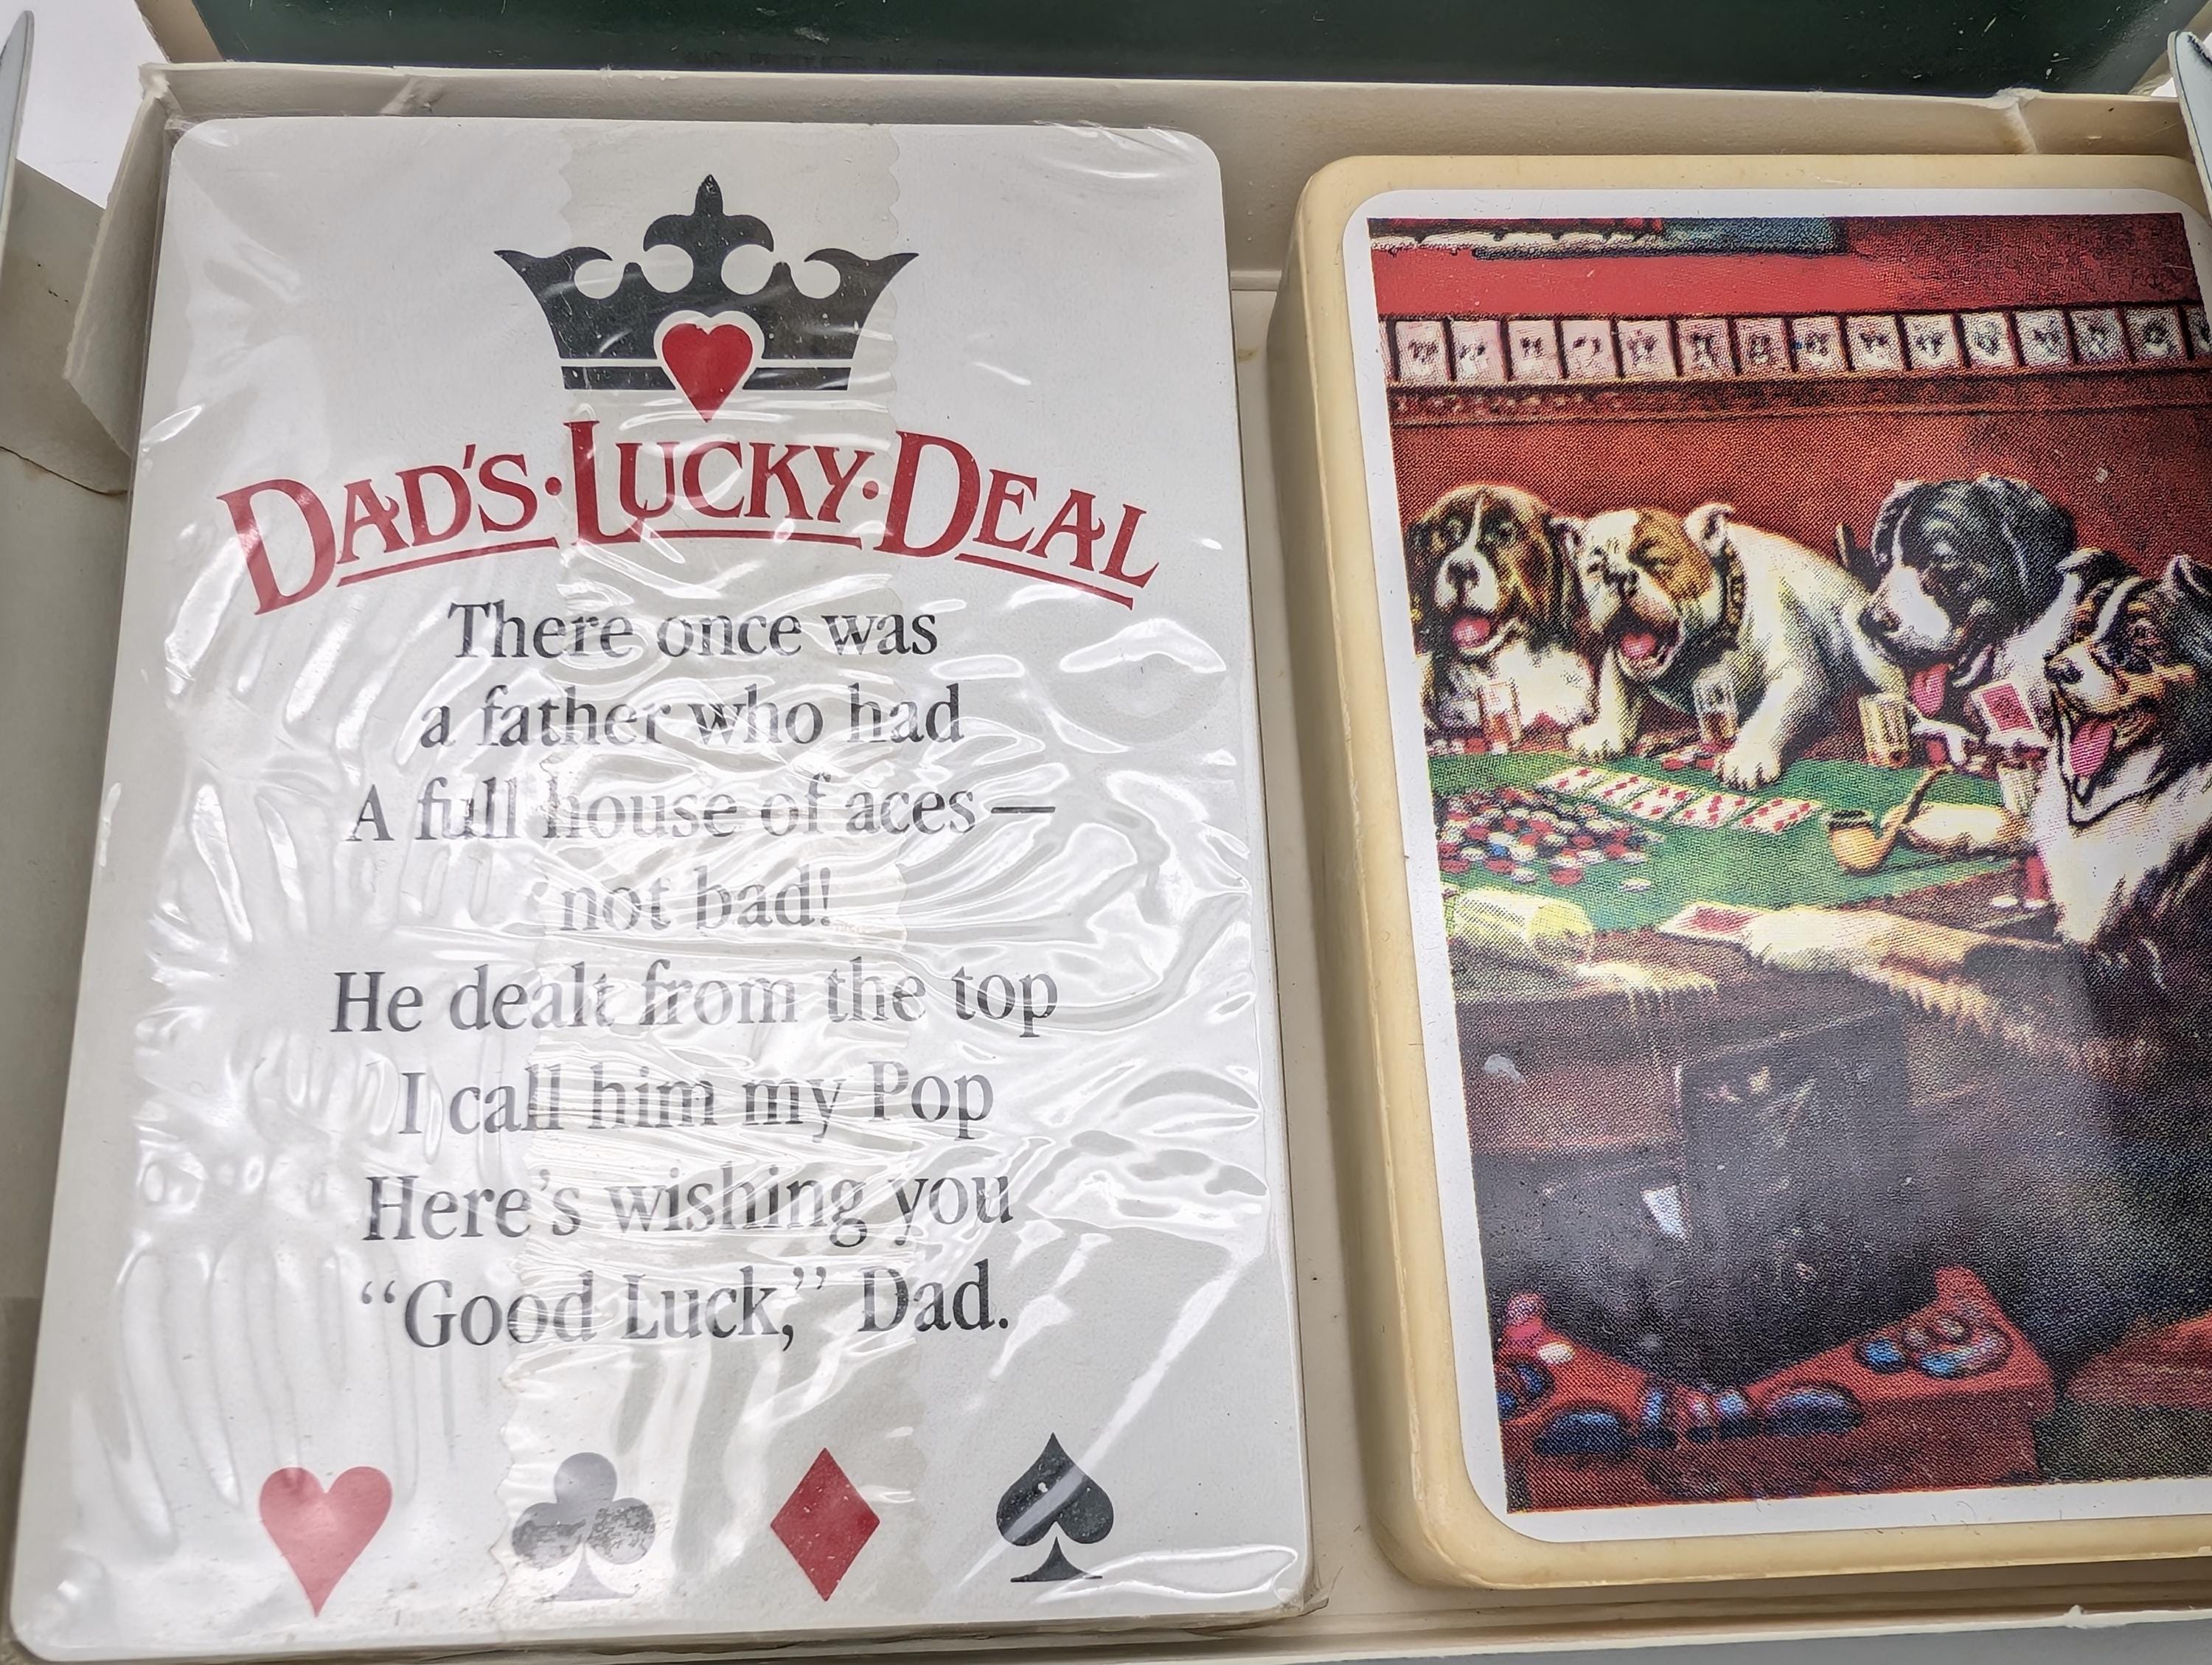 DAD'S·LUCKY·DEAL
There once was
a father who had
A full house of aces—
not bad!
He dealt from the top
I call him my Pop
Here's wishing you
“Good Luck,” Dad.